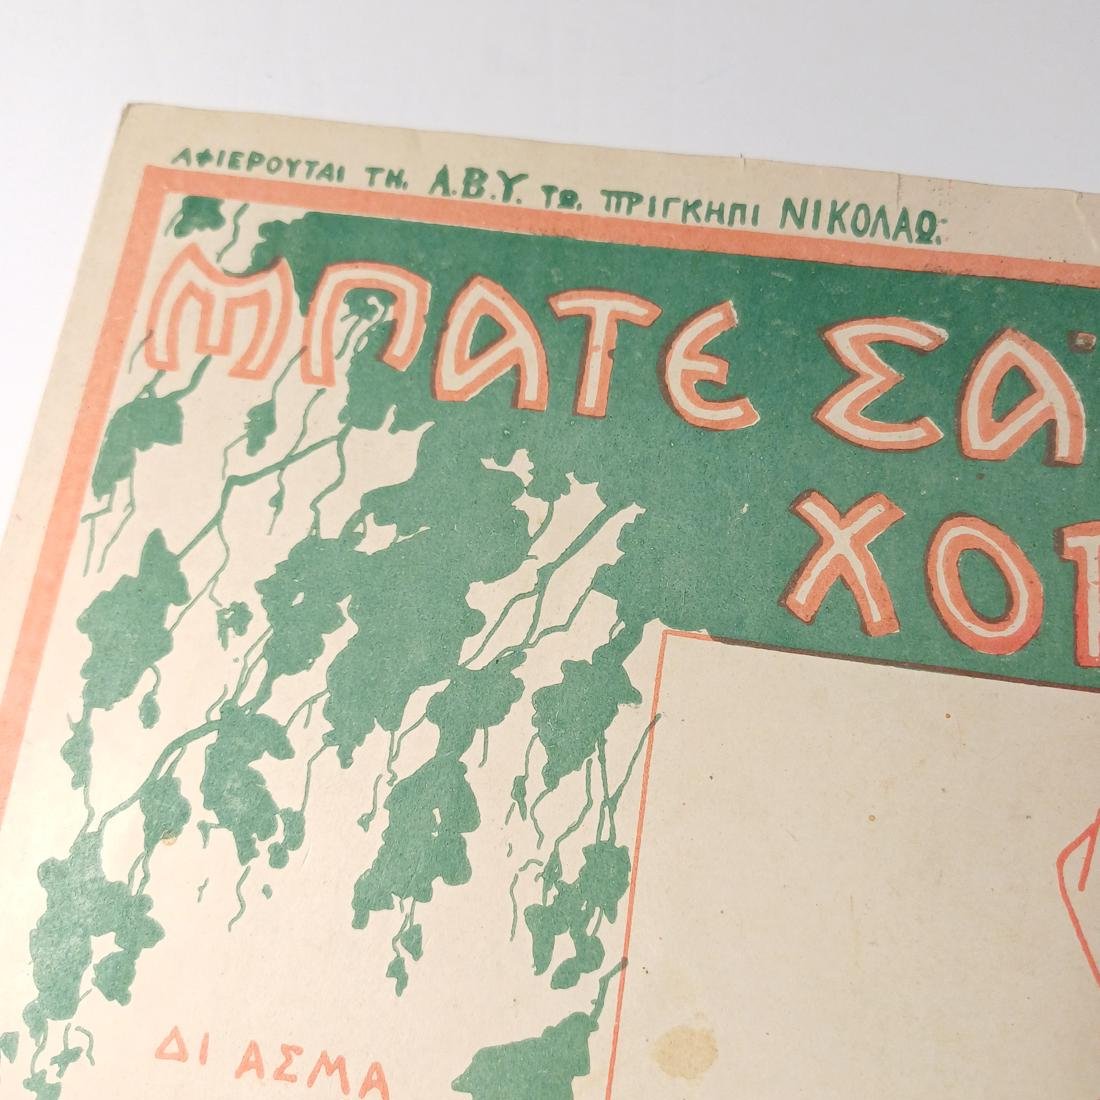 ΑΦΙΕΡΟΥΤΑΙ ΤΗ. Α.Β.Υ. ΤΩ. ΠΡΙΓΚΗΠΙ ΝΙΚΟΛΑΩ:
ΜΠΑΤΕ ΣΑ
ΧΟ
ΔΙ ΑΣΜΑ